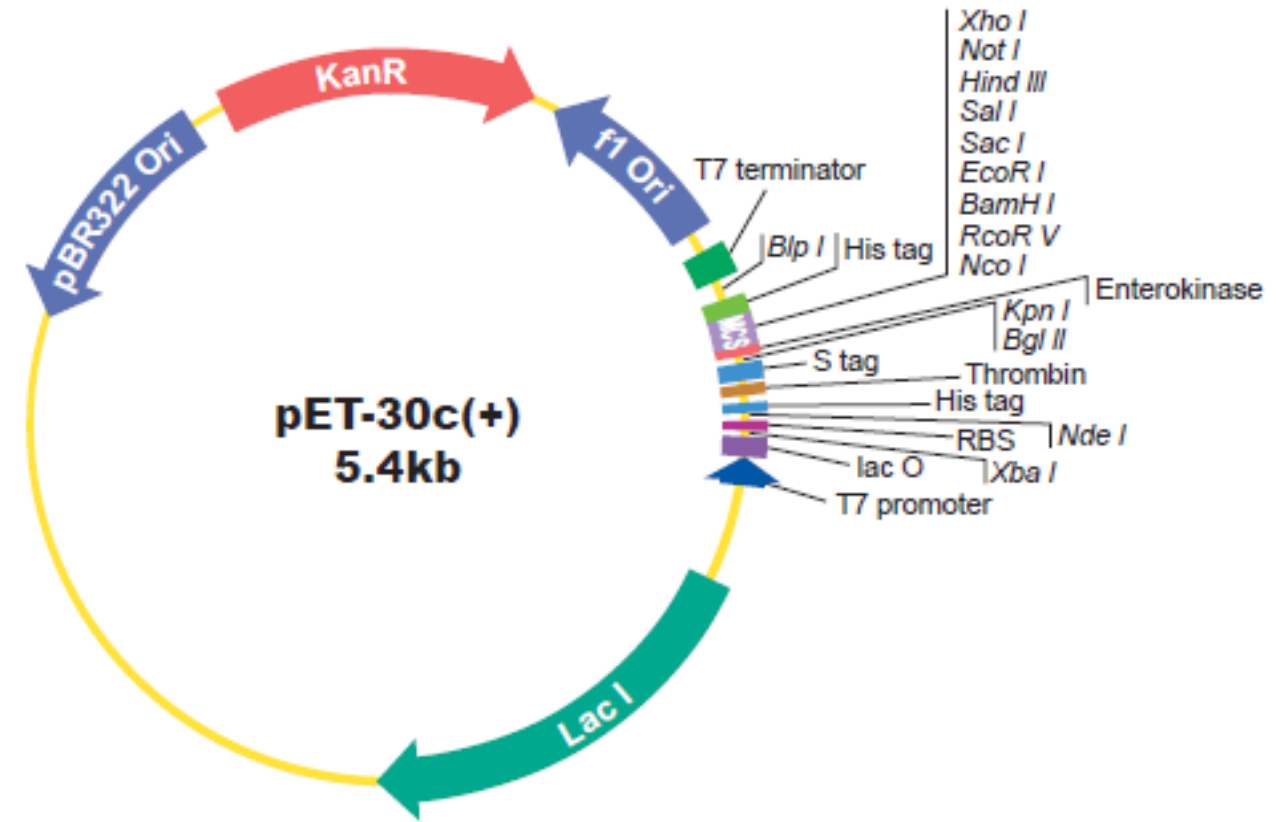 Xho I
Not I
Hind III
Sal I
Sac I
EcoR I
BamH I
RcoR V
Nco I
KanR
pBR322 Ori
f1 Ori
T7 terminator
Blp I
His tag
MCS
Enterokinase
Kpn I
Bgl II
S tag
Thrombin
His tag
Nde I
RBS
Xba I
lac O
T7 promoter
pET-30c(+)
5.4kb
Lac I